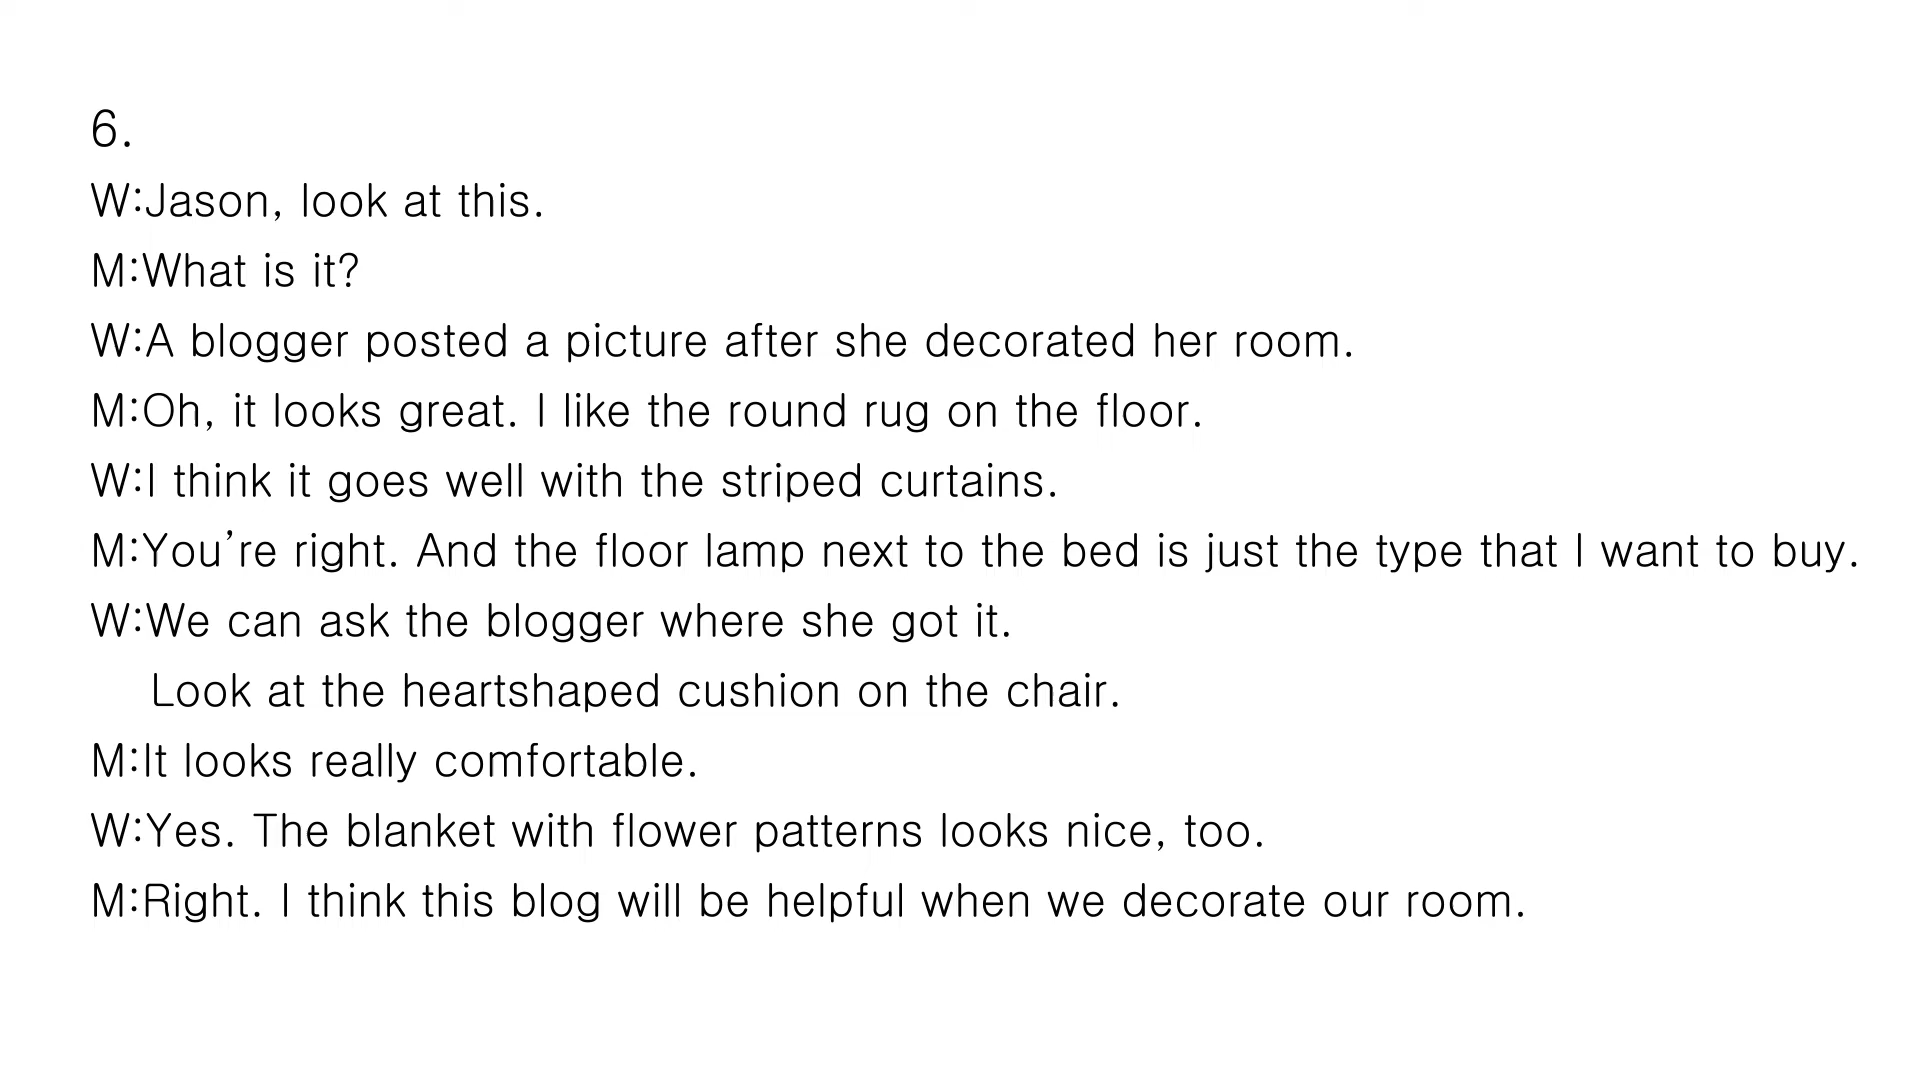 6.
W:Jason, look at this.
M:What is it?
W:A blogger posted a picture after she decorated her room.
M:Oh, it looks great. I like the round rug on the floor.
W:I think it goes well with the striped curtains.
M:You’re right. And the floor lamp next to the bed is just the type that I want to buy.
W:We can ask the blogger where she got it.
Look at the heartshaped cushion on the chair.
M:It looks really comfortable.
W:Yes. The blanket with flower patterns looks nice, too.
M:Right. I think this blog will be helpful when we decorate our room.